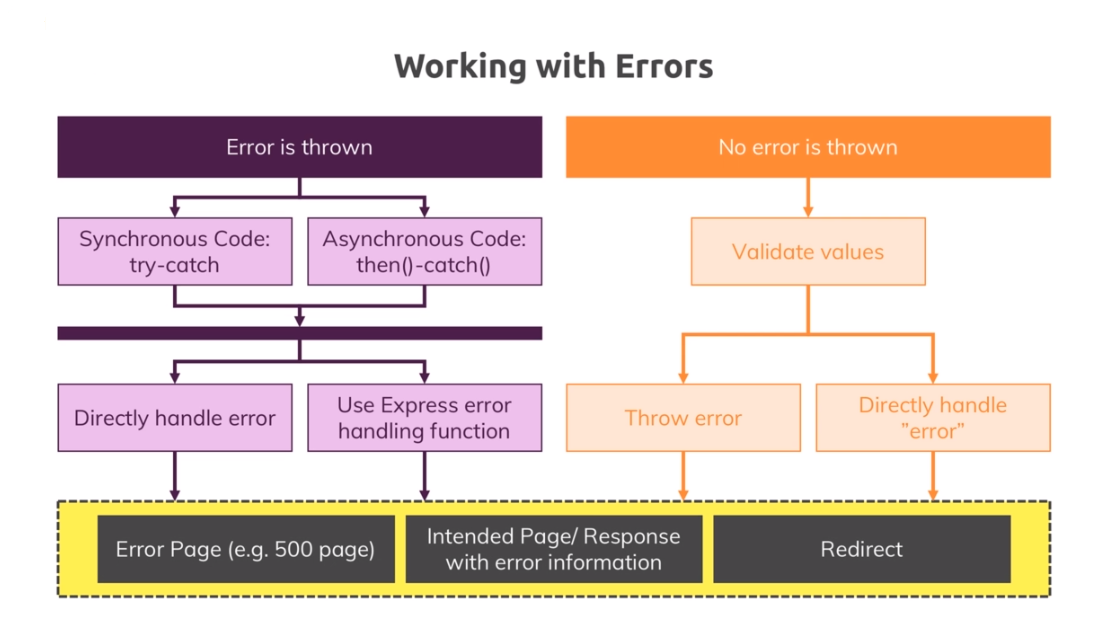 Working with Errors
Error is thrown
No error is thrown
Synchronous Code:
try-catch
Asynchronous Code:
then()-catch()
Validate values
Directly handle error
Use Express error
handling function
Throw error
Directly handle
”error”
Error Page (e.g. 500 page)
Intended Page/ Response
with error information
Redirect